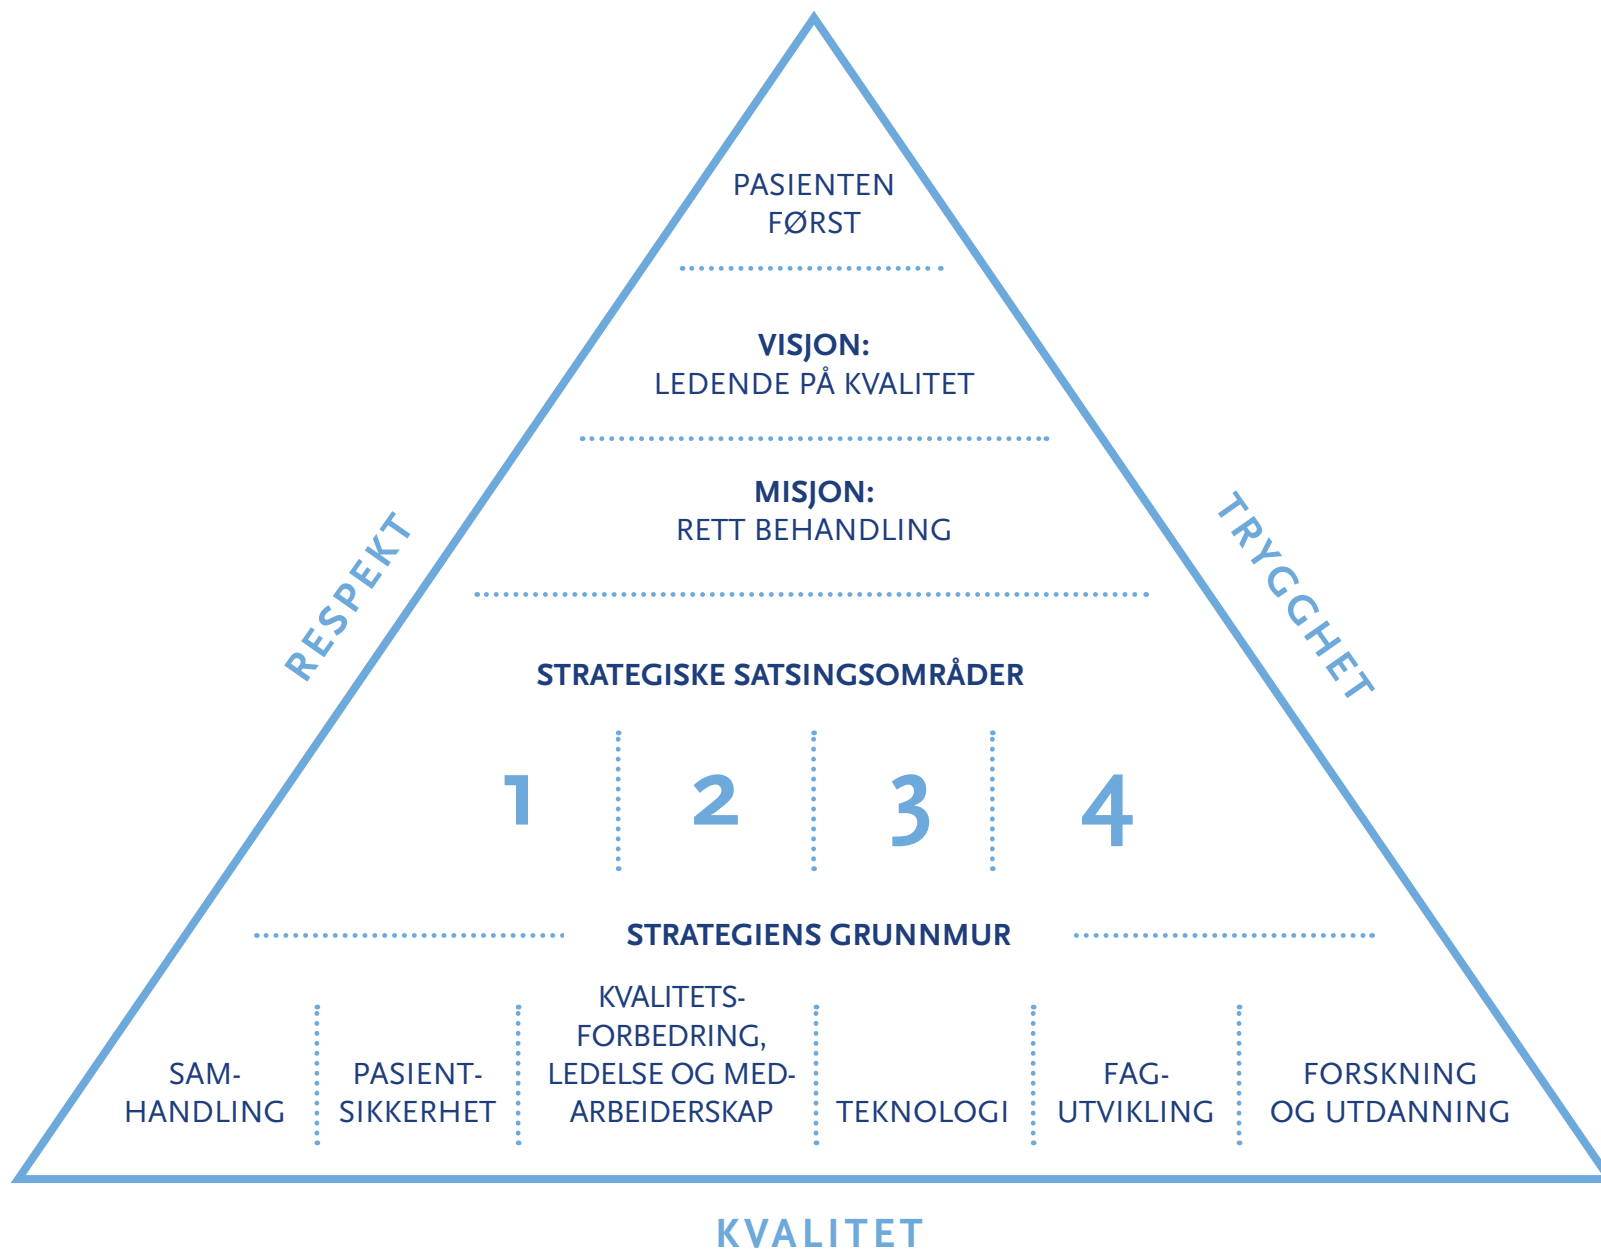 PASIENTEN
FØRST
VISJON:
LEDENDE PÅ KVALITET
MISJON:
RETT BEHANDLING
RESPEKT
TRYGGHET
STRATEGISKE SATSINGSOMRÅDER
1
2
3
4
STRATEGIENS GRUNNMUR
SAM-
HANDLING
PASIENT-
SIKKERHET
KVALITETS-
FORBEDRING,
LEDELSE OG MED-
ARBEIDERSKAP
TEKNOLOGI
FAG-
UTVIKLING
FORSKNING
OG UTDANNING
KVALITET